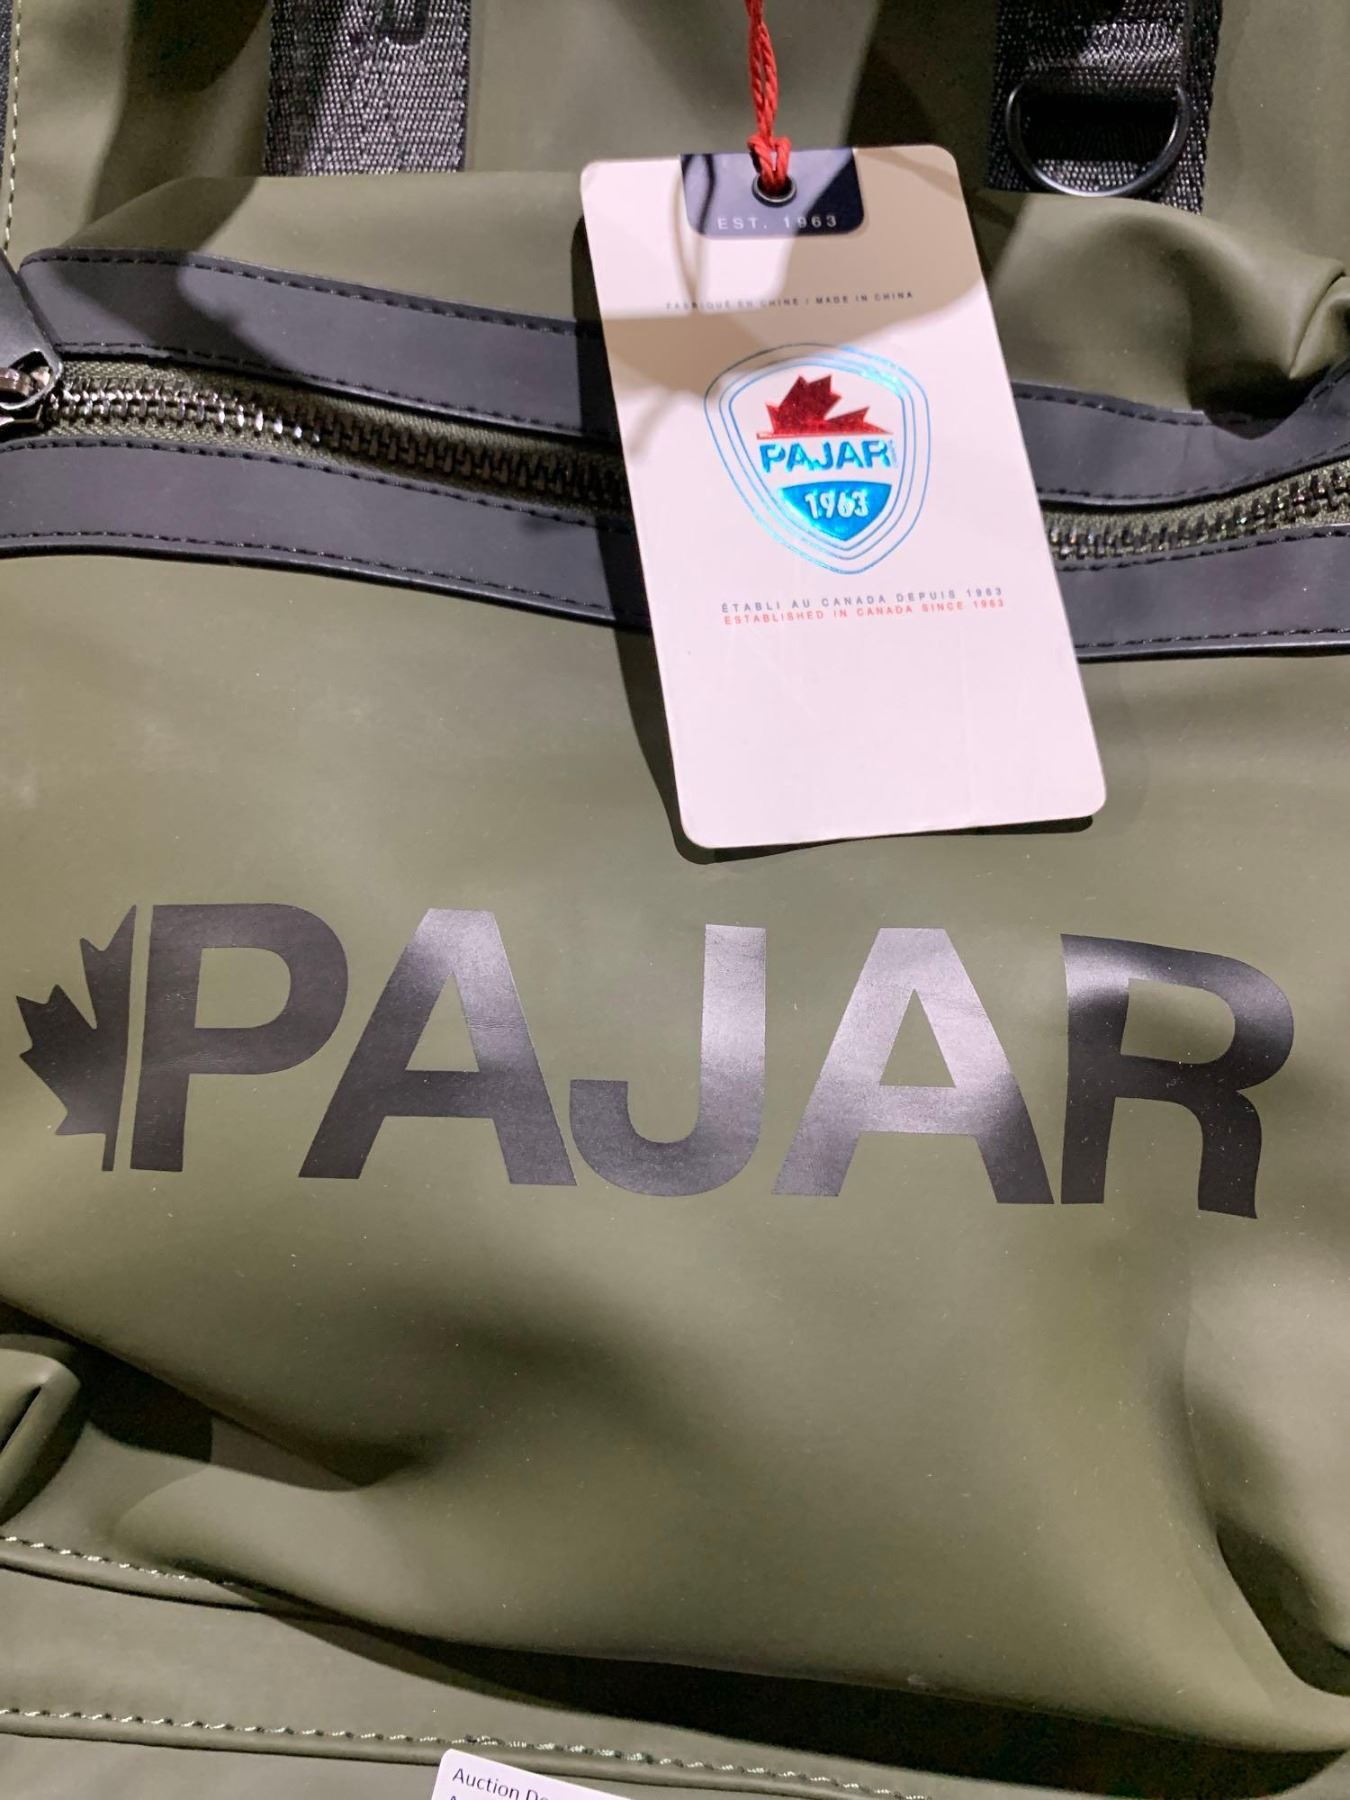 EST. 1963
FABRIQUÉ EN CHINE / MADE IN CHINA
PAJAR
1963
ÉTABLI AU CANADA DEPUIS 1963
ESTABLISHED IN CANADA SINCE 1963
PAJAR
Auction